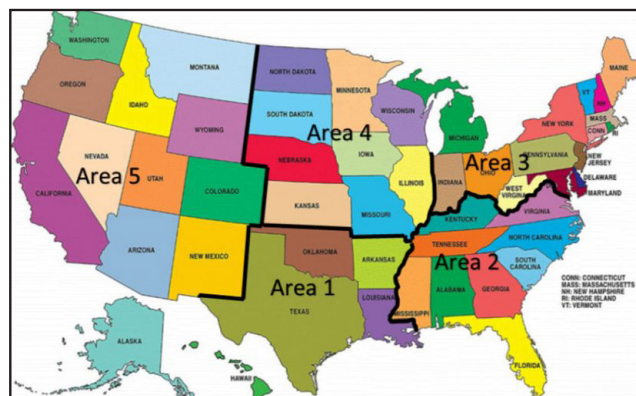 WASHINGTON
OREGON
CALIFORNIA
NEVADA
IDAHO
MONTANA
WYOMING
UTAH
COLORADO
ARIZONA
NEW MEXICO
Area 5
NORTH DAKOTA
SOUTH DAKOTA
NEBRASKA
KANSAS
MINNESOTA
IOWA
MISSOURI
WISCONSIN
ILLINOIS
Area 4
MICHIGAN
INDIANA
OHIO
WEST
VIRGINIA
PENNSYLVANIA
NEW YORK
VT
NH
MAINE
MASS
CONN
RI
NEW
JERSEY
DELAWARE
MARYLAND
Area 3
OKLAHOMA
TEXAS
ARKANSAS
LOUISIANA
Area 1
KENTUCKY
VIRGINIA
TENNESSEE
NORTH CAROLINA
SOUTH
CAROLINA
MISSISSIPPI
ALABAMA
GEORGIA
FLORIDA
Area 2
ALASKA
HAWAII
CONN: CONNECTICUT
MASS: MASSACHUSETTS
NH: NEW HAMPSHIRE
RI: RHODE ISLAND
VT: VERMONT